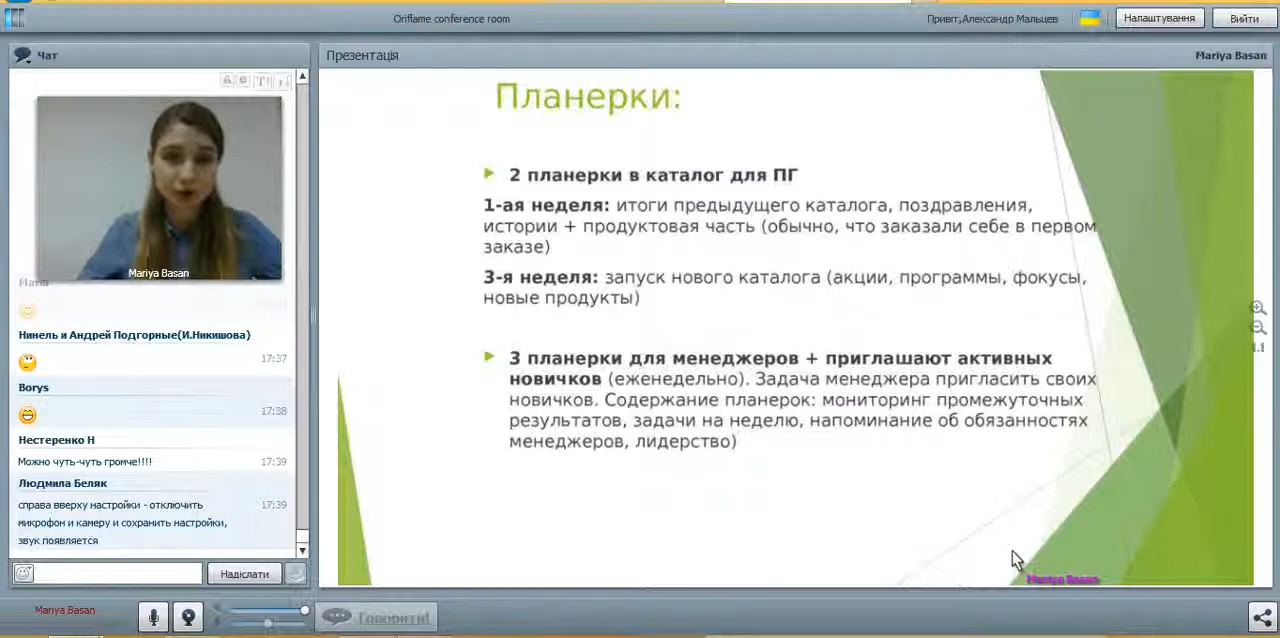 Oriflame conference room
Привіт,Александр Мальцев
Налаштування
Вийти
Чат
Mariya Basan
Нинель и Андрей Подгорные(И.Никишова)
17:37
Borys
17:38
Нестеренко Н
Можно чуть-чуть громче!!!!
17:39
Людмила Беляк
справа вверху настройки - отключить
17:39
микрофон и камеру и сохранить настройки,
звук появляется
Надіслати
Презентація
Mariya Basan
Планерки:
2 планерки в каталог для ПГ
1-ая неделя: итоги предыдущего каталога, поздравления,
истории + продуктовая часть (обычно, что заказали себе в первом
заказе)
3-я неделя: запуск нового каталога (акции, программы, фокусы,
новые продукты)
3 планерки для менеджеров + приглашают активных
новичков (еженедельно). Задача менеджера пригласить своих
новичков. Содержание планерок: мониторинг промежуточных
результатов, задачи на неделю, напоминание об обязанностях
менеджеров, лидерство)
1:1
Mariya Basan
Mariya Basan
Говорити!